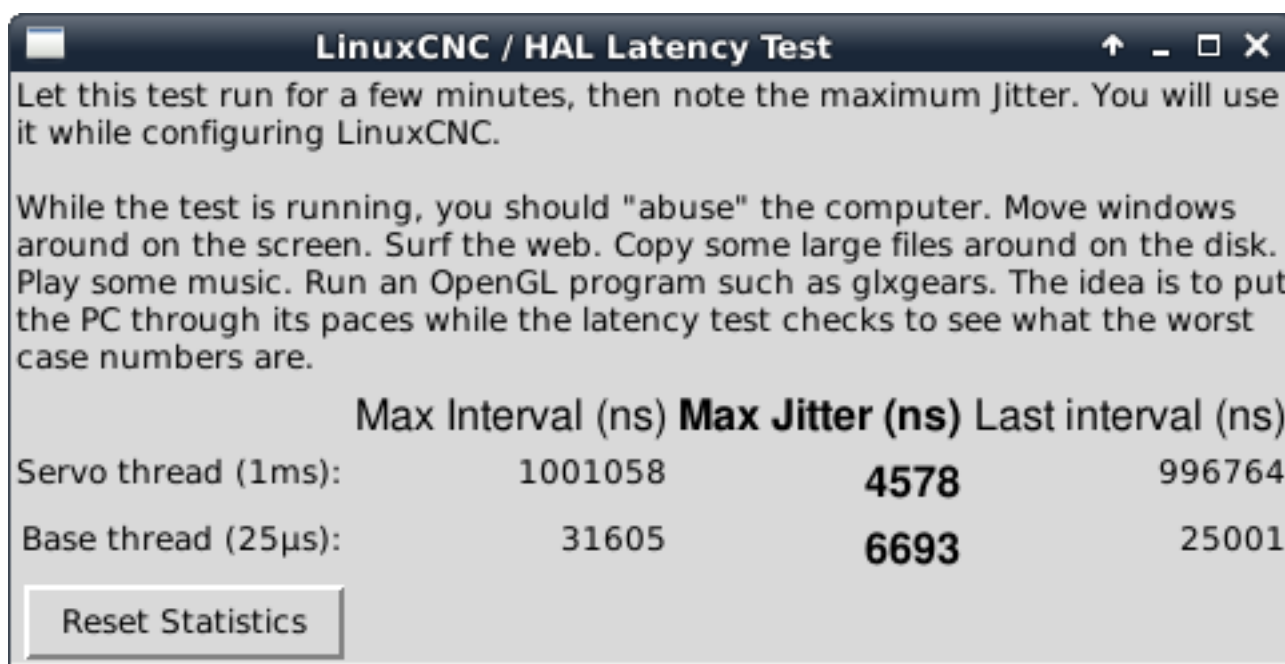 LinuxCNC / HAL Latency Test
Let this test run for a few minutes, then note the maximum Jitter. You will use
it while configuring LinuxCNC.
While the test is running, you should "abuse" the computer. Move windows
around on the screen. Surf the web. Copy some large files around on the disk.
Play some music. Run an OpenGL program such as glxgears. The idea is to put
the PC through its paces while the latency test checks to see what the worst
case numbers are.
Max Interval (ns) Max Jitter (ns) Last interval (ns)
Servo thread (1ms): 1001058 4578 996764
Base thread (25µs): 31605 6693 25001
Reset Statistics